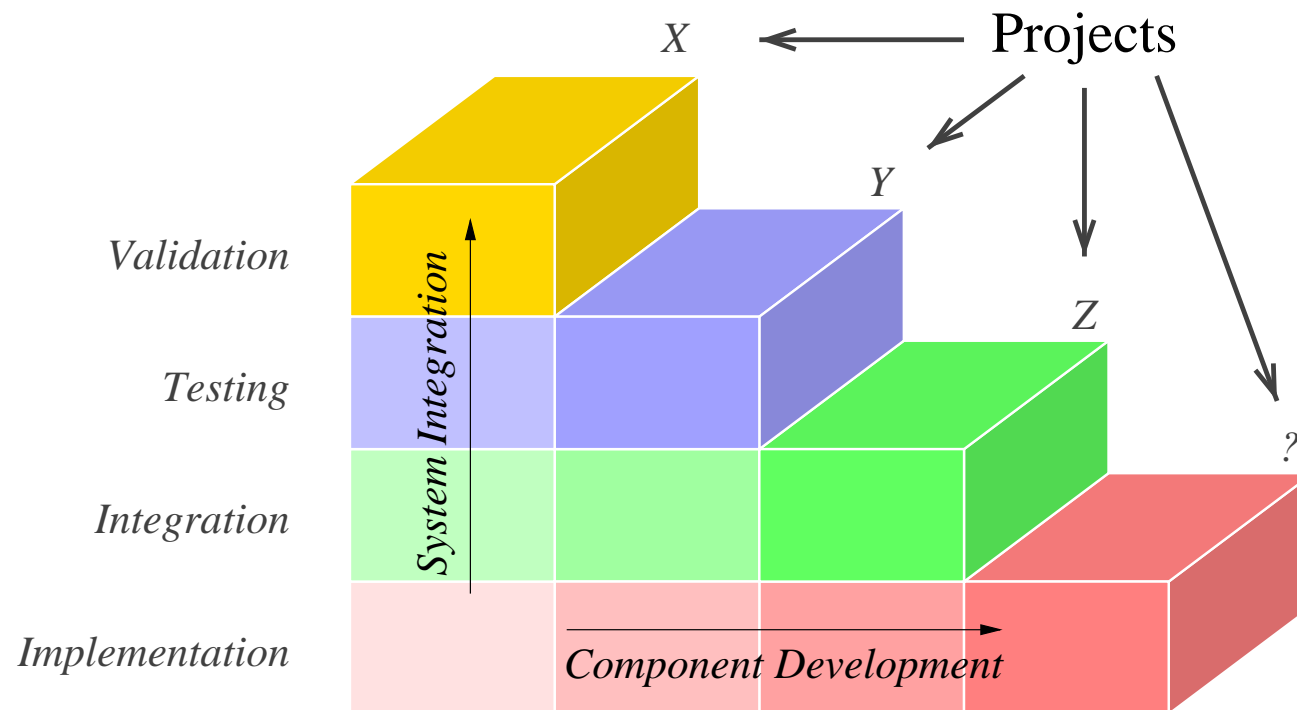 X
Projects
Y
Validation
Z
Testing
System Integration
?
Integration
Implementation
Component Development